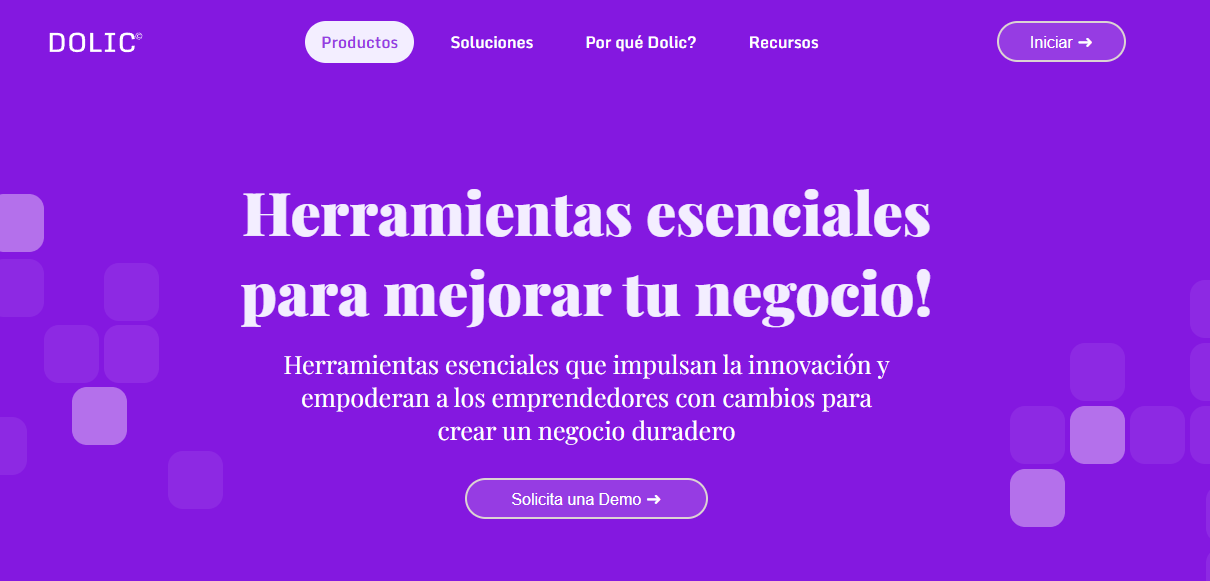 DOLIC©
Productos
Soluciones
Por qué Dolic?
Recursos
Iniciar ➜
Herramientas esenciales
para mejorar tu negocio!
Herramientas esenciales que impulsan la innovación y
empoderan a los emprendedores con cambios para
crear un negocio duradero
Solicita una Demo ➜